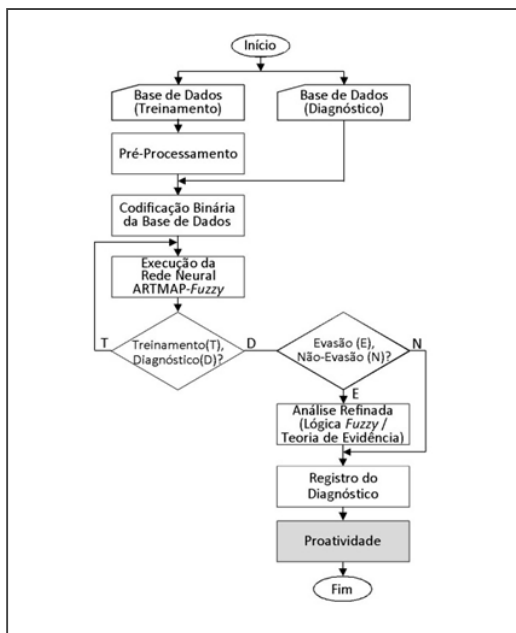 Início
Base de Dados
(Treinamento)
Base de Dados
(Diagnóstico)
Pré-Processamento
Codificação Binária
da Base de Dados
Execução da
Rede Neural
ARTMAP-Fuzzy
T
Treinamento(T),
Diagnóstico(D)?
D
Evasão (E),
Não-Evasão (N)?
N
E
Análise Refinada
(Lógica Fuzzy /
Teoria de Evidência)
Registro do
Diagnóstico
Proatividade
Fim